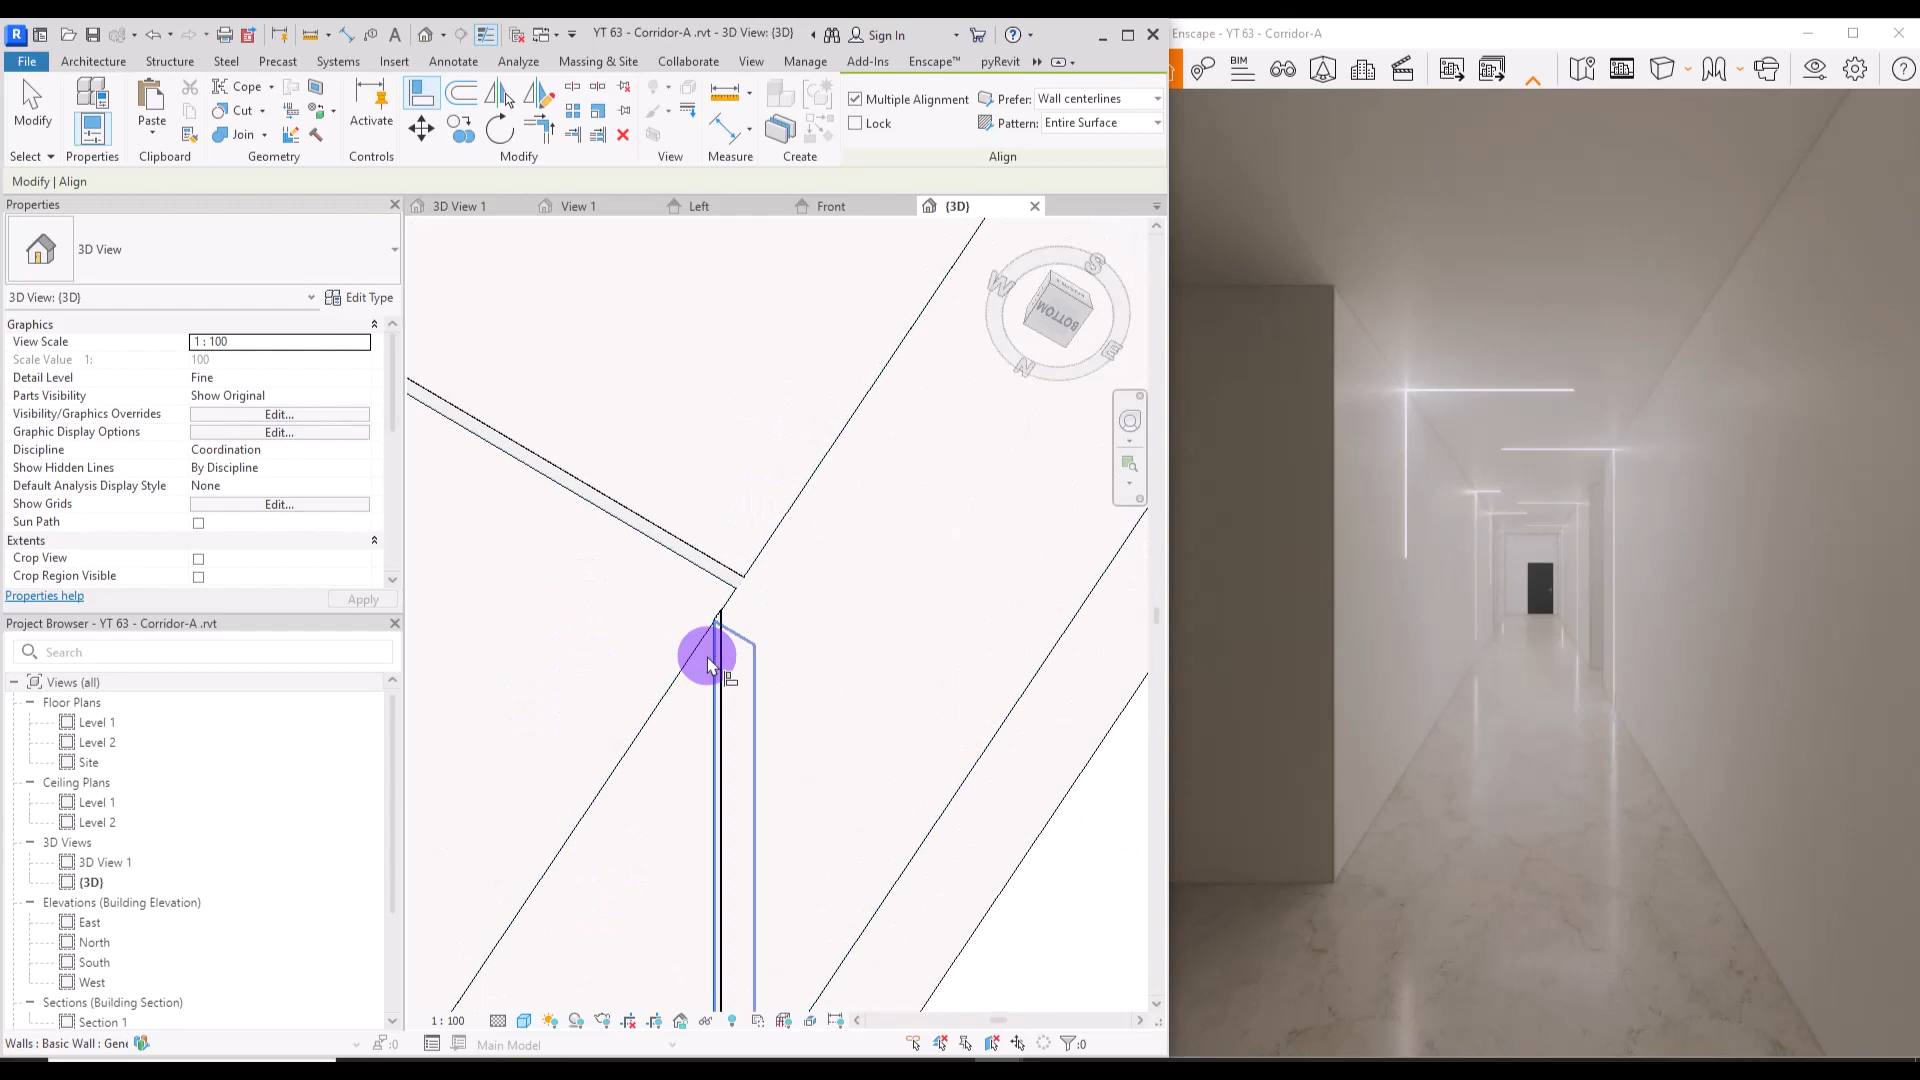 YT 63 - Corridor-A .rvt - 3D View: {3D}
Sign In
Enscape - YT 63 - Corridor-A
File
Architecture
Structure
Steel
Precast
Systems
Insert
Annotate
Analyze
Massing & Site
Collaborate
View
Manage
Add-Ins
Enscape™
pyRevit
BIM
Modify
Paste
Cope
Cut
Join
Activate
Multiple Alignment
Lock
Prefer:
Wall centerlines
Pattern:
Entire Surface
Select
Properties
Clipboard
Geometry
Controls
Modify
View
Measure
Create
Align
Modify | Align
Properties
3D View 1
View 1
Left
Front
{3D}
3D View
3D View: {3D}
Edit Type
Graphics
View Scale
1 : 100
Scale Value 1:
100
Detail Level
Fine
Parts Visibility
Show Original
Visibility/Graphics Overrides
Edit...
Graphic Display Options
Edit...
Discipline
Coordination
Show Hidden Lines
By Discipline
Default Analysis Display Style
None
Show Grids
Edit...
Sun Path
Extents
Crop View
Crop Region Visible
Properties help
Apply
W
S
BOTTOM
N
E
Project Browser - YT 63 - Corridor-A .rvt
Search
Views (all)
Floor Plans
Level 1
Level 2
Site
Ceiling Plans
Level 1
Level 2
3D Views
3D View 1
{3D}
Elevations (Building Elevation)
East
North
South
West
Sections (Building Section)
Section 1
1 : 100
Walls : Basic Wall : Gene
:0
Main Model
:0